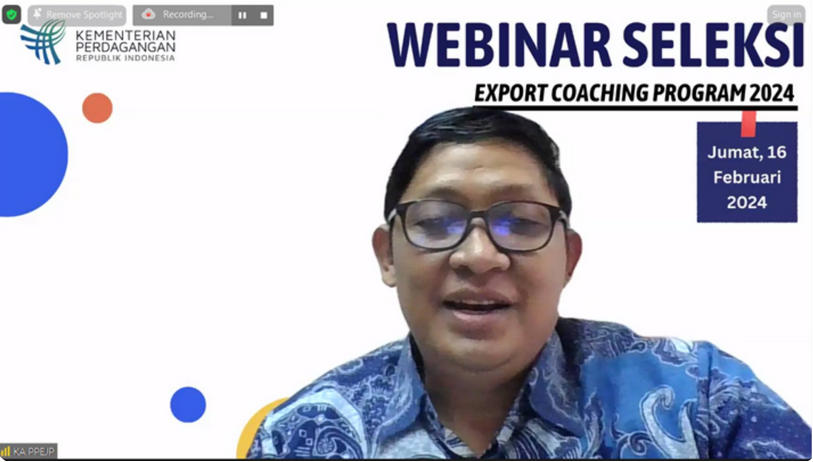 Remove Spotlight
Recording...
Sign in
KEMENTERIAN
PERDAGANGAN
REPUBLIK INDONESIA
WEBINAR SELEKSI
EXPORT COACHING PROGRAM 2024
Jumat, 16
Februari
2024
KA PPEJP